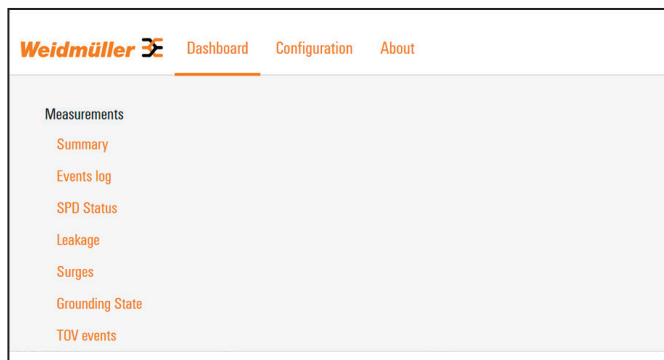 Weidmüller Dashboard Configuration About
Measurements
Summary
Events log
SPD Status
Leakage
Surges
Grounding State
TOV events